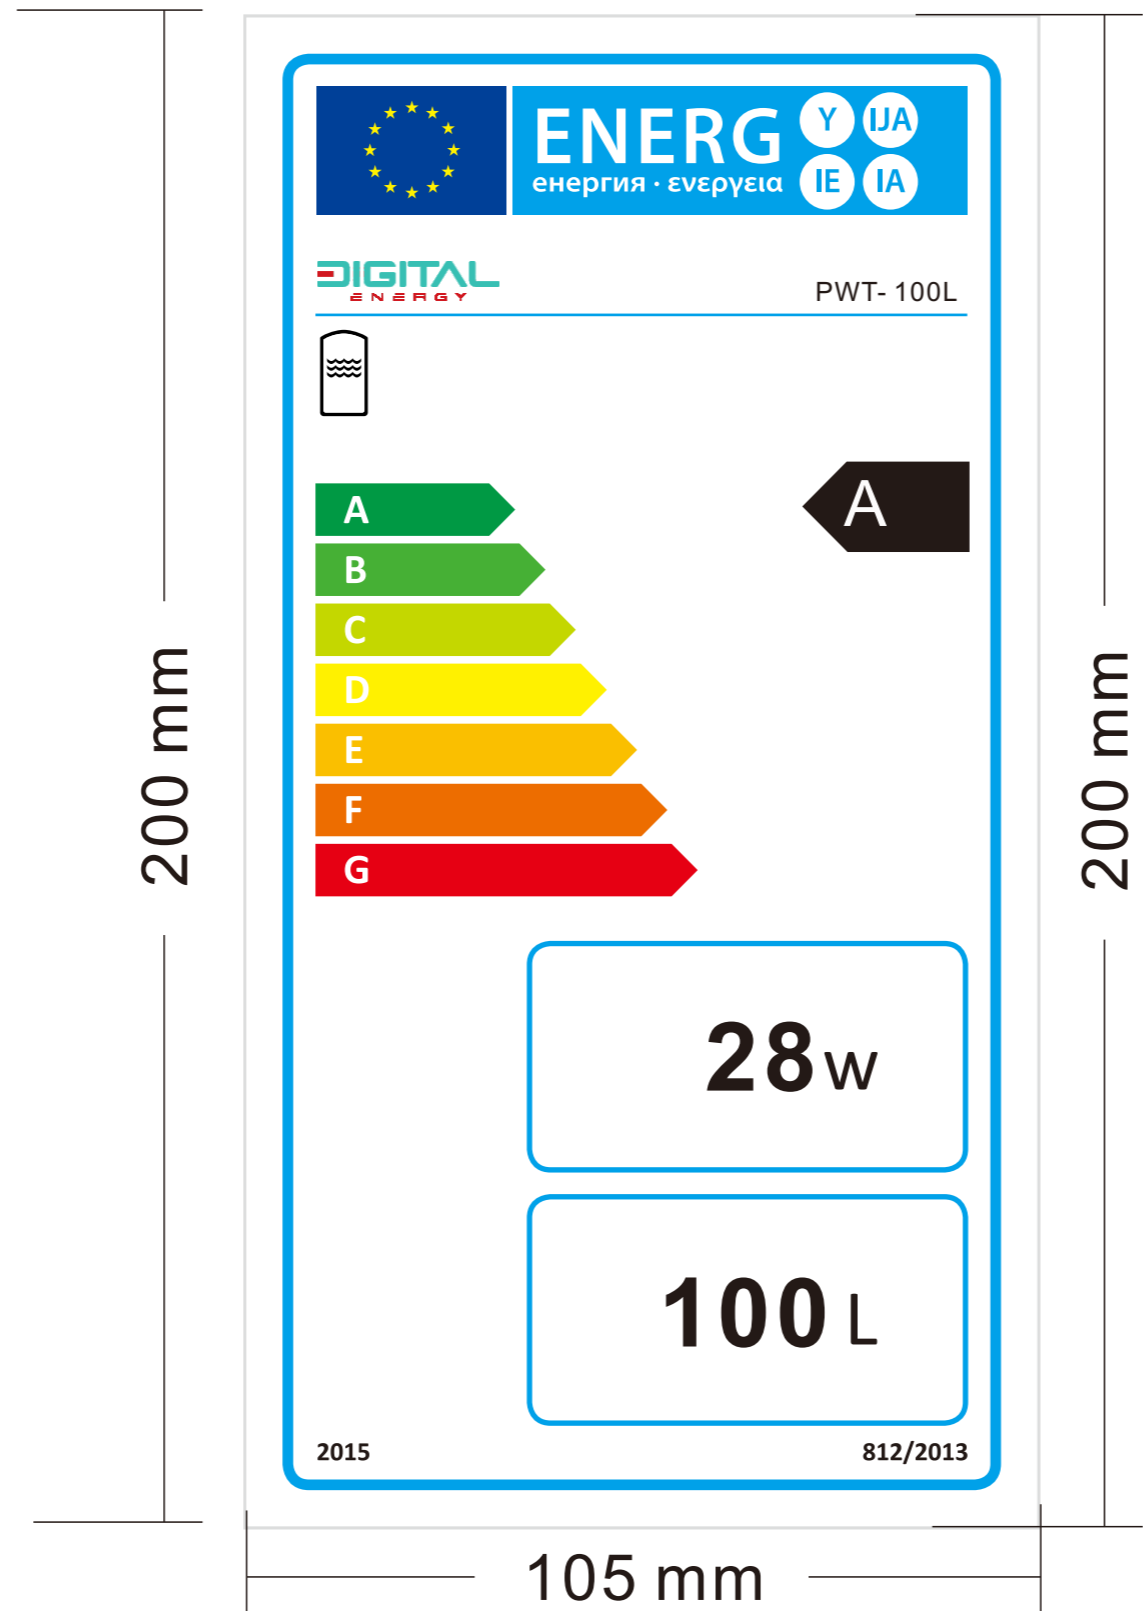 ENERG
енергия · ενεργεια
Y IJA
IE IA
DIGITAL
ENERGY
PWT- 100L
A
A
B
C
D
E
F
G
200 mm
200 mm
28W
100 L
2015
812/2013
105 mm